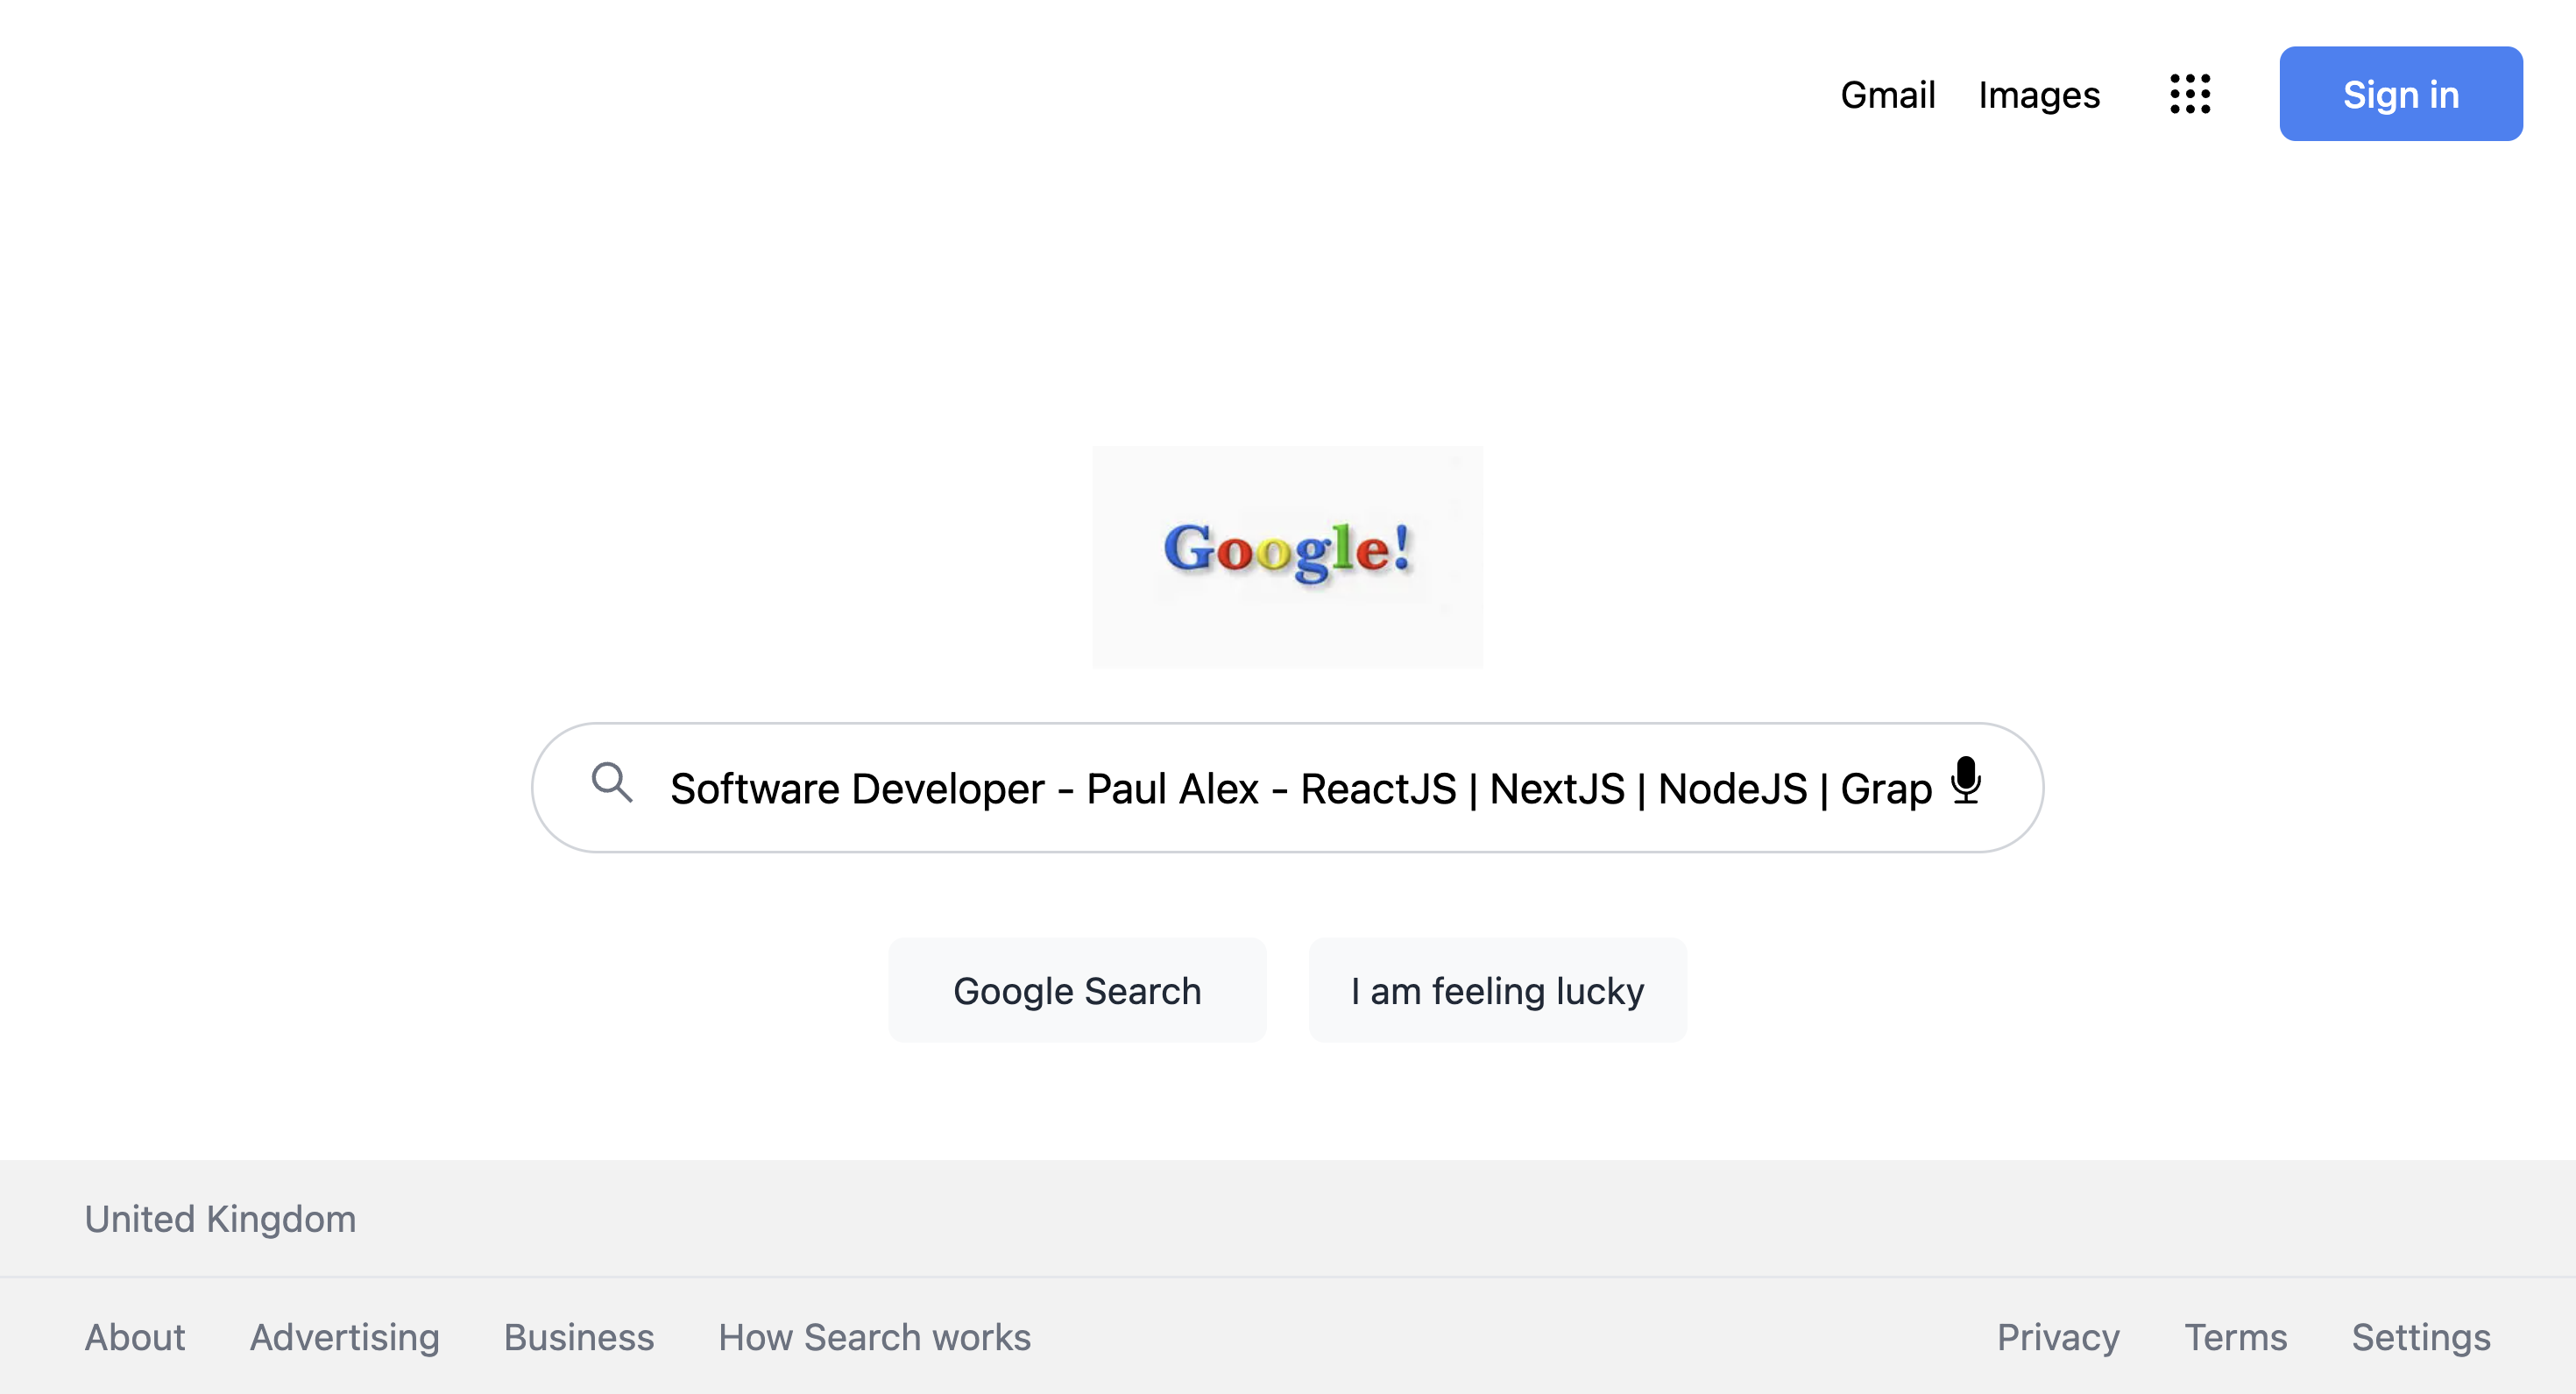 Gmail Images Sign in
Google!
Software Developer - Paul Alex - ReactJS | NextJS | NodeJS | Grap
Google Search I am feeling lucky
United Kingdom
About Advertising Business How Search works Privacy Terms Settings